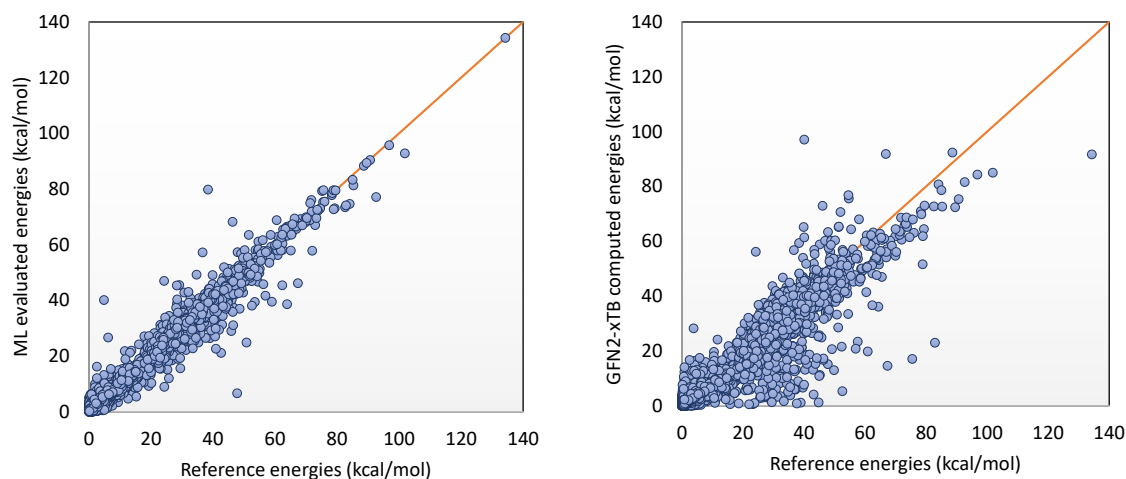 140
120
100
80
60
40
20
0
ML evaluated energies (kcal/mol)
0 20 40 60 80 100 120 140
Reference energies (kcal/mol)
140
120
100
80
60
40
20
0
GFN2-xTB computed energies (kcal/mol)
0 20 40 60 80 100 120 140
Reference energies (kcal/mol)